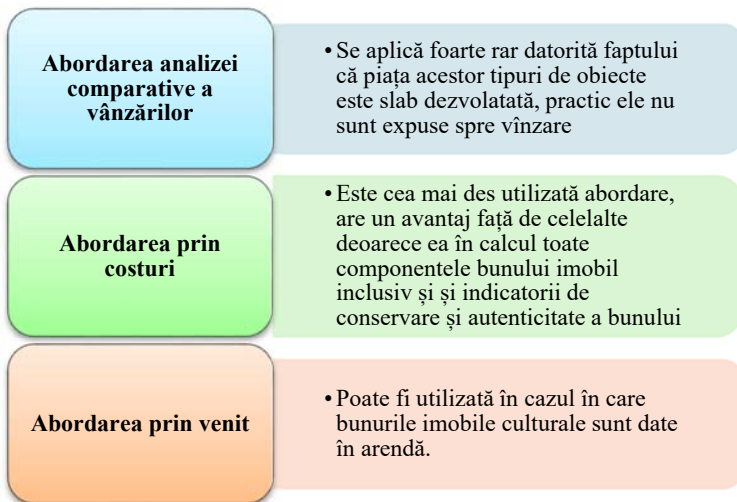 Abordarea analizei
comparative a
vânzărilor
• Se aplică foarte rar datorită faptului
că piața acestor tipuri de obiecte
este slab dezvolatată, practic ele nu
sunt expuse spre vînzare
Abordarea prin
costuri
• Este cea mai des utilizată abordare,
are un avantaj față de celelalte
deoarece ea în calcul toate
componentele bunului imobil
inclusiv și și indicatorii de
conservare și autenticitate a bunului
Abordarea prin venit
• Poate fi utilizată în cazul în care
bunurile imobile culturale sunt date
în arendă.